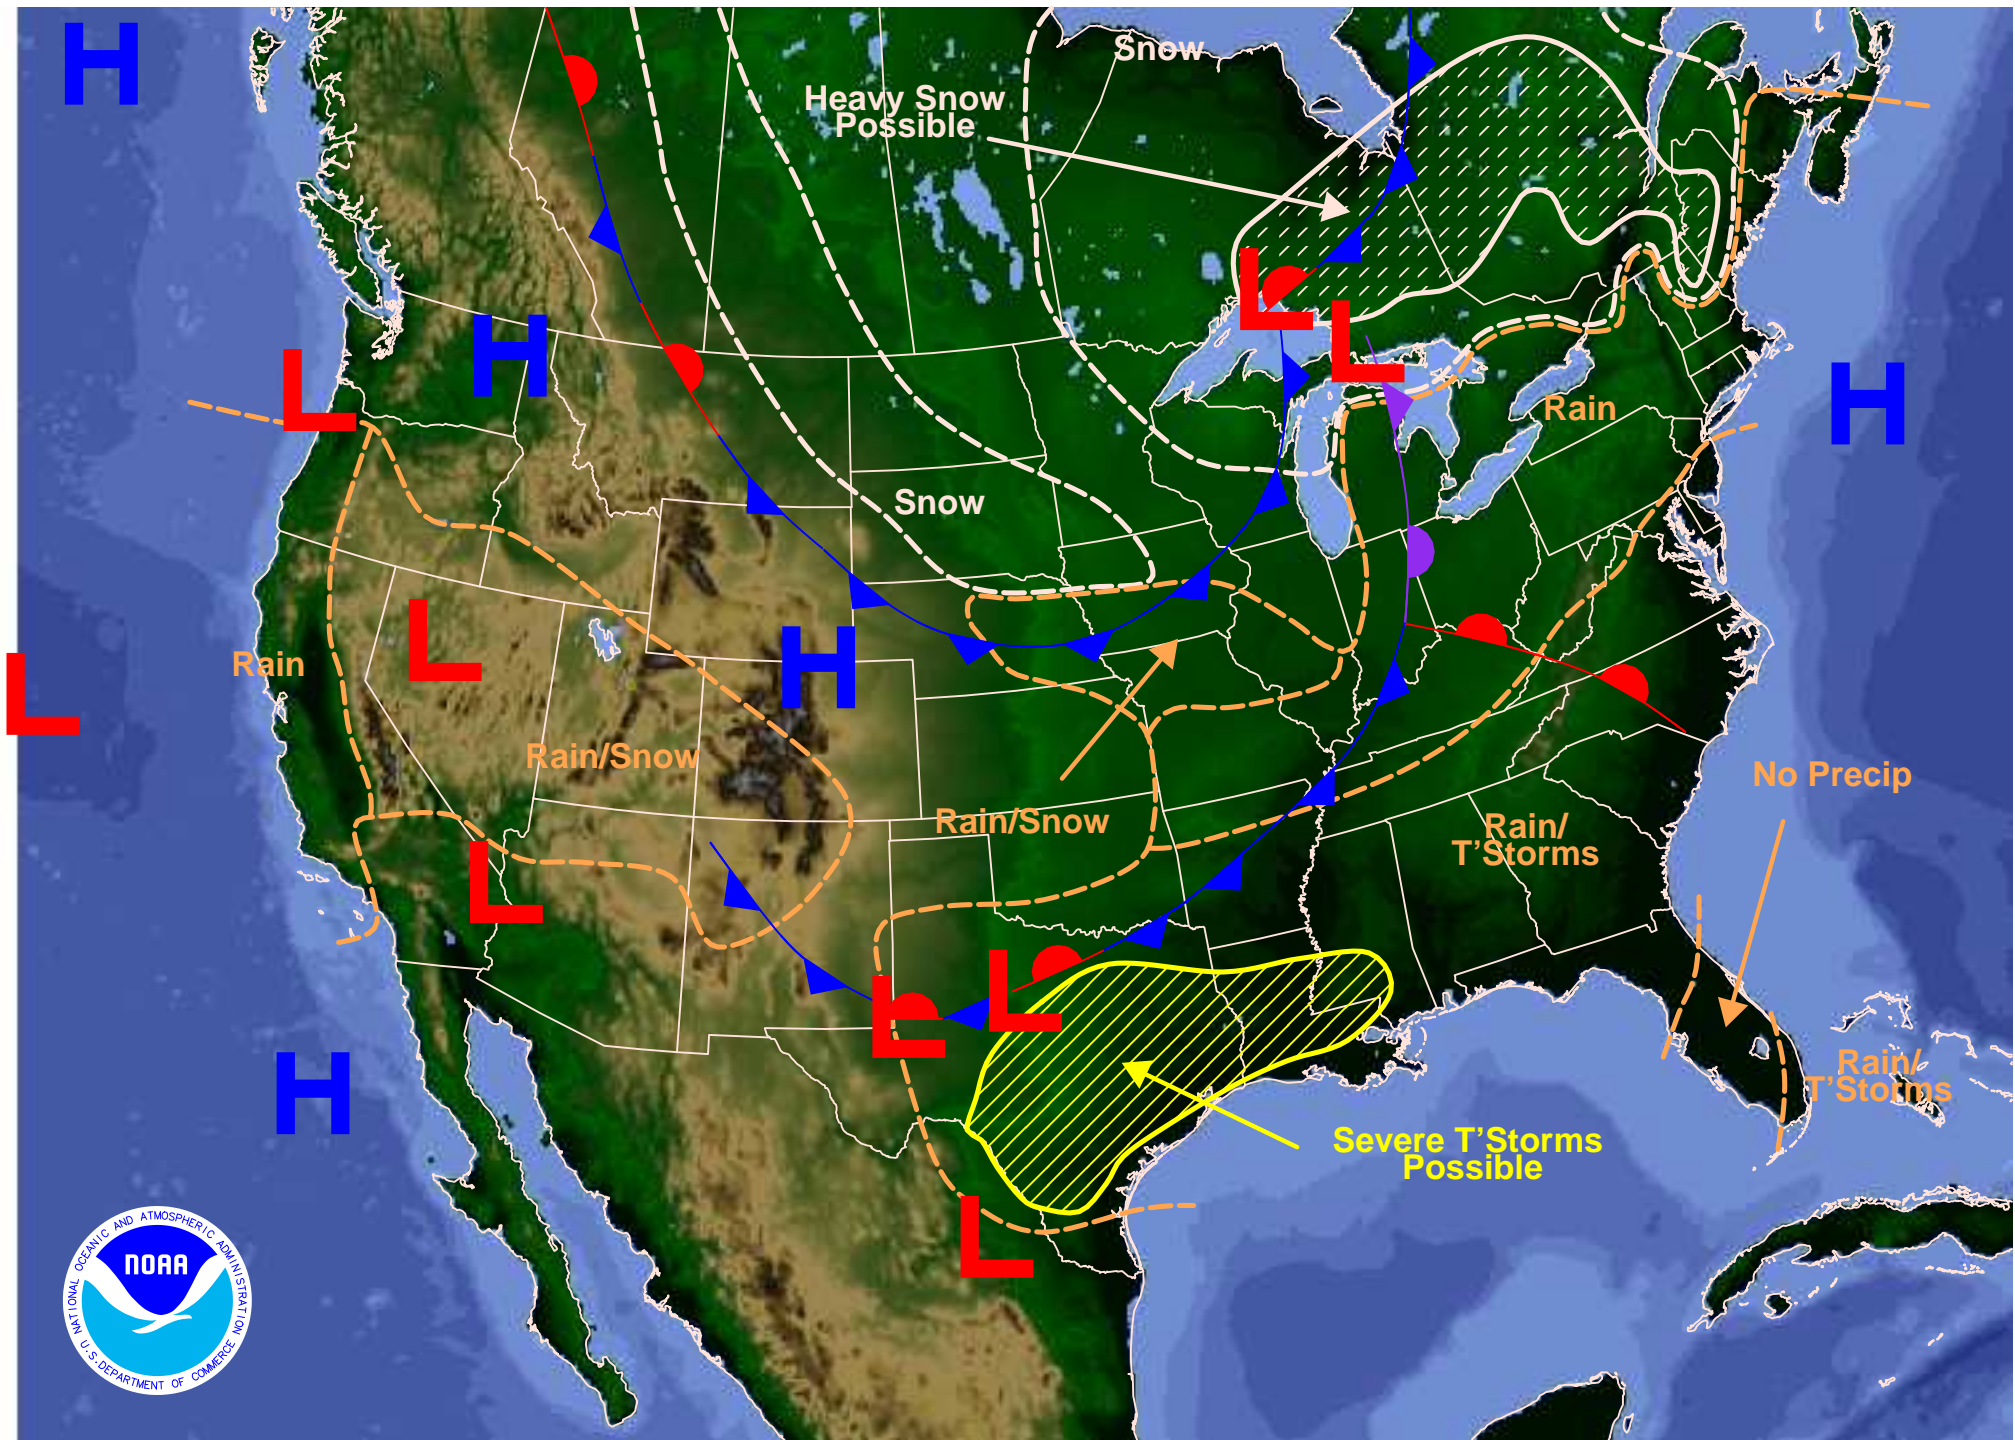 H
Snow
Heavy Snow
Possible
L
L
H
L
H
Rain
Snow
L
Rain
L
H
Rain/Snow
No Precip
Rain/Snow
Rain/
T'Storms
L
L
L
H
Rain/
T'Storms
Severe T'Storms
Possible
L
NATIONAL OCEANIC AND ATMOSPHERIC ADMINISTRATION
NOAA
U.S. DEPARTMENT OF COMMERCE